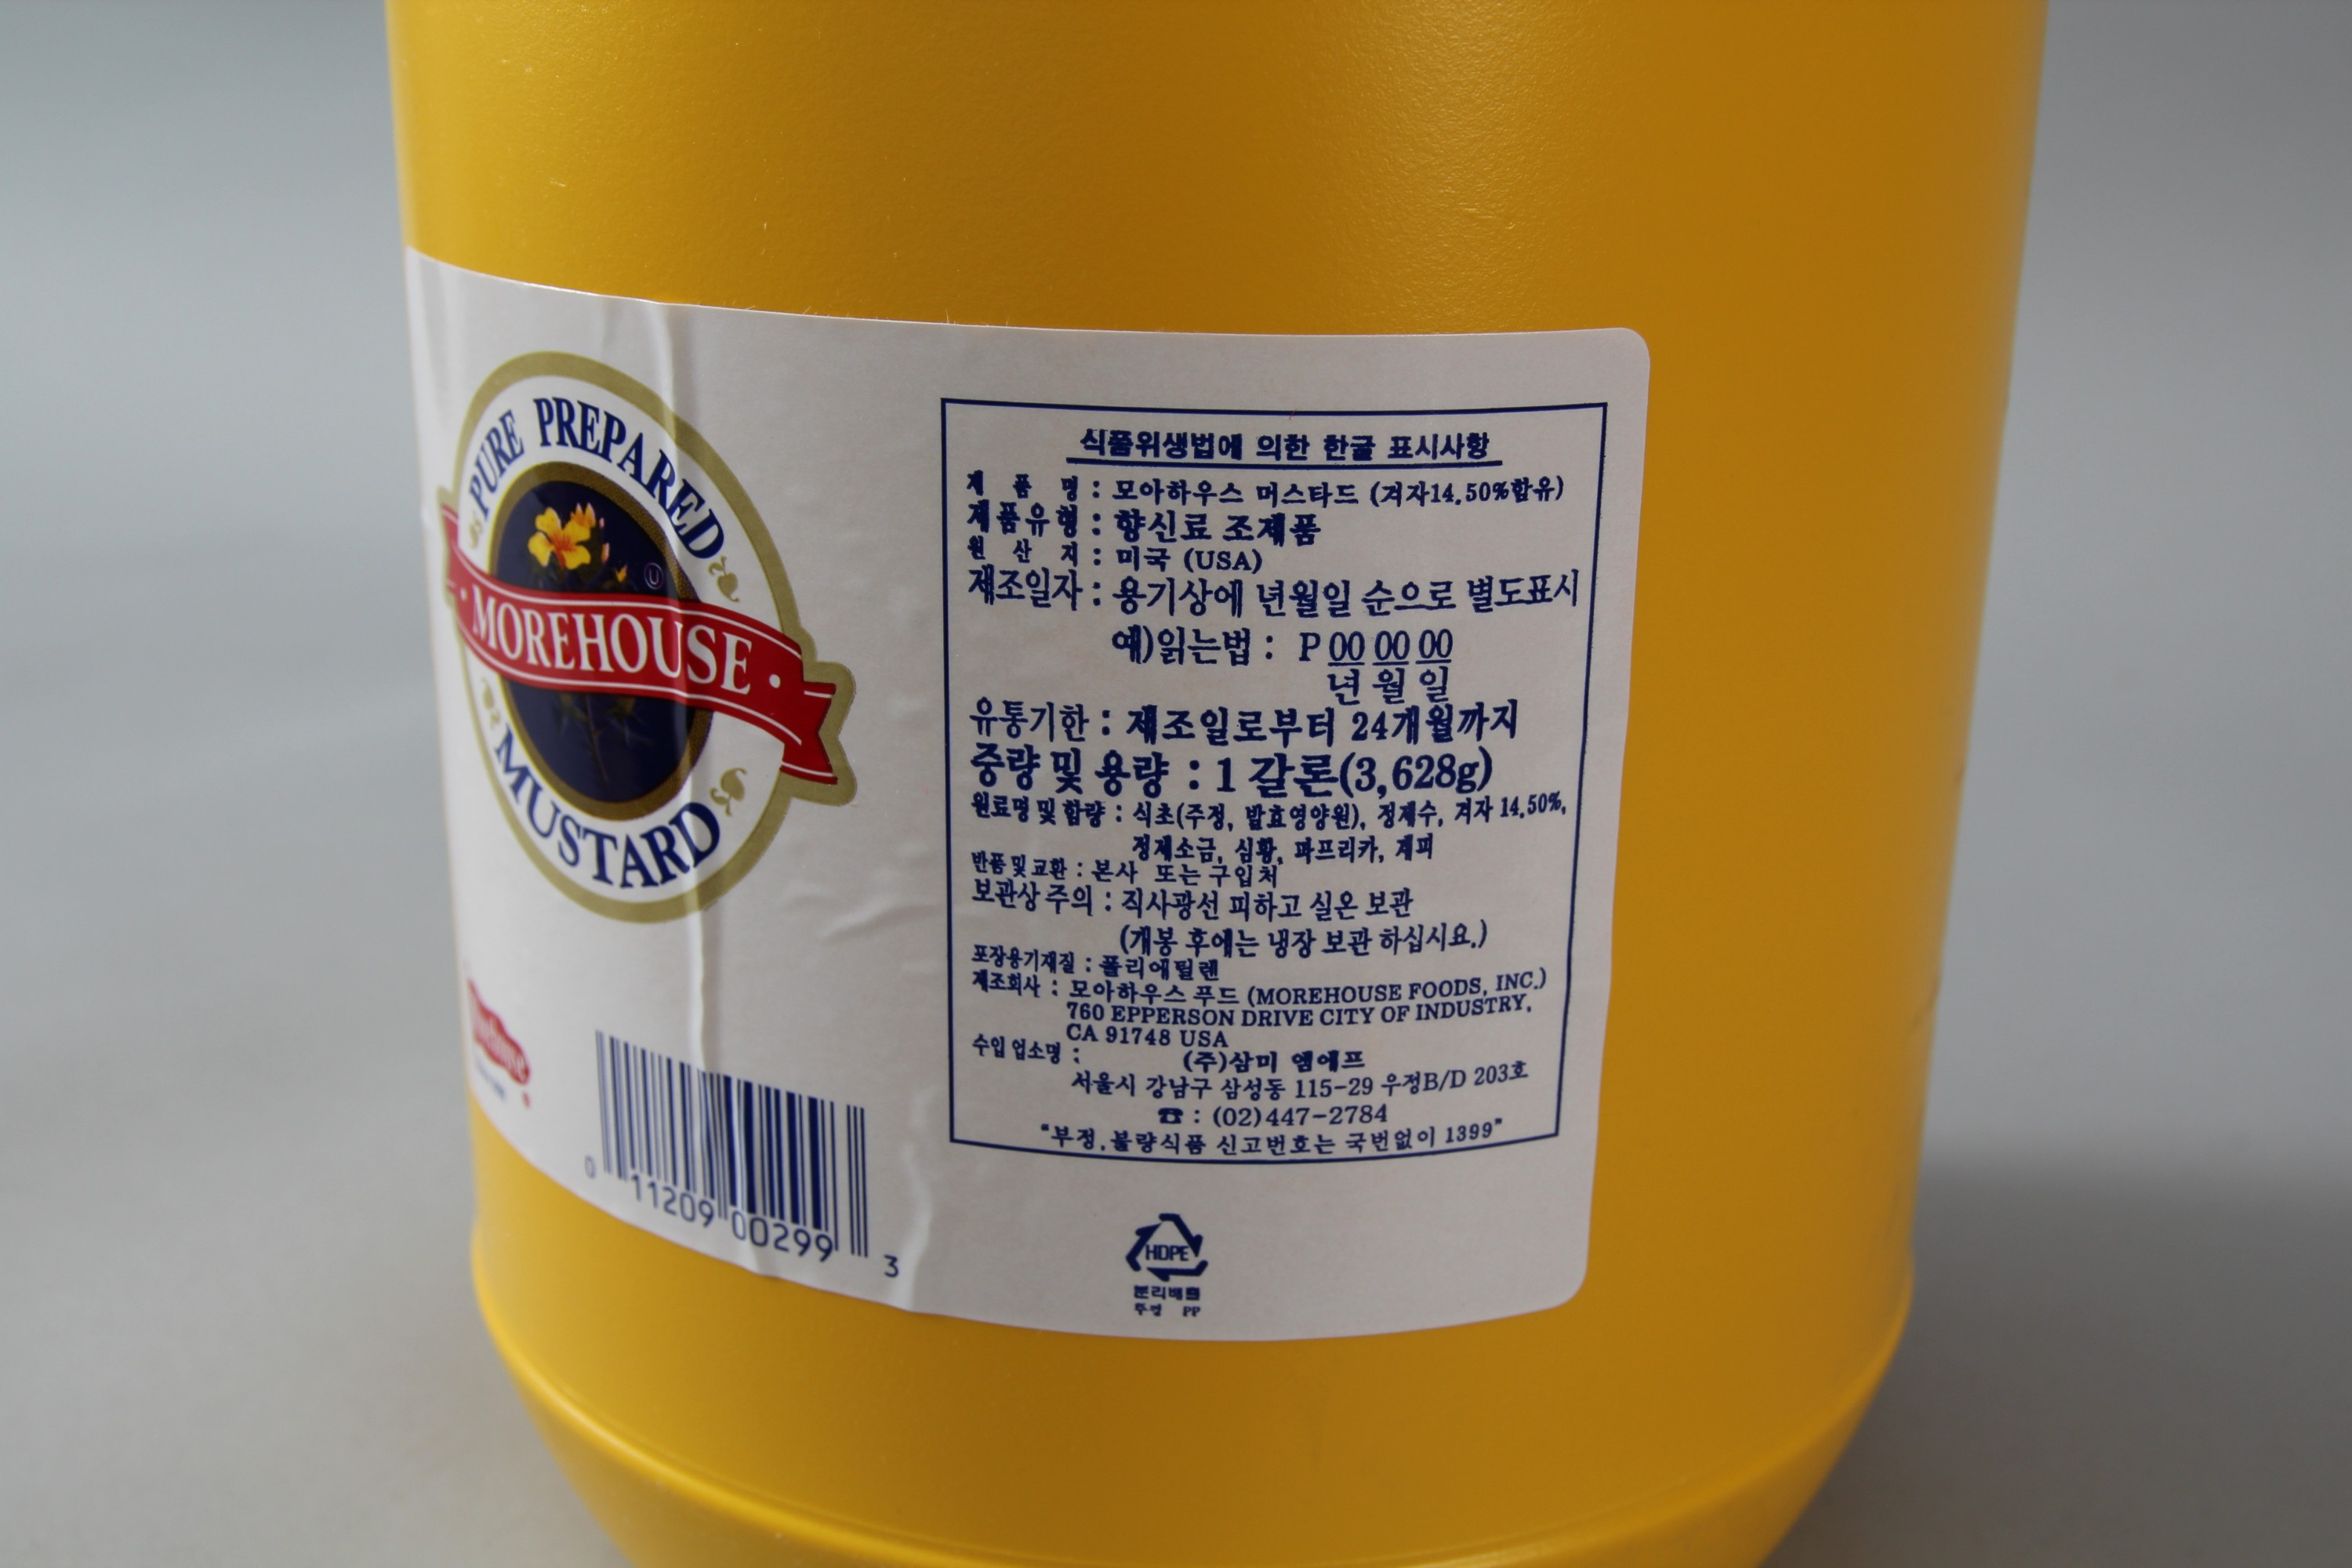 PURE PREPARED
U
MOREHOUSE
MUSTARD
0 11209 00299 3
식품위생법에 의한 한글 표시사항
제 품 명 : 모아하우스 머스타드 (겨자14.50%함유)
제품유형 : 향신료 조제품
원 산 지 : 미국 (USA)
제조일자 : 용기상에 년월일 순으로 별도표시
예)읽는법 : P 00 00 00
년 월 일
유통기한 : 제조일로부터 24개월까지
중량 및 용량 : 1 갈론(3,628g)
원료명 및 함량 : 식초(주정, 발효영양원), 정제수, 겨자 14.50%,
정제소금, 심황, 파프리카, 계피
반품 및 교환 : 본사 또는 구입처
보관상 주의 : 직사광선 피하고 실온 보관
(개봉 후에는 냉장 보관 하십시요.)
포장용기재질 : 폴리에틸렌
제조회사 : 모아하우스 푸드 (MOREHOUSE FOODS, INC.)
760 EPPERSON DRIVE CITY OF INDUSTRY,
CA 91748 USA
수입 업소명 : (주)삼미 엠에프
서울시 강남구 삼성동 115-29 우정B/D 203호
☎ : (02)447-2784
"부정,불량식품 신고번호는 국번없이 1399"
HDPE
분리배출
뚜껑 PP